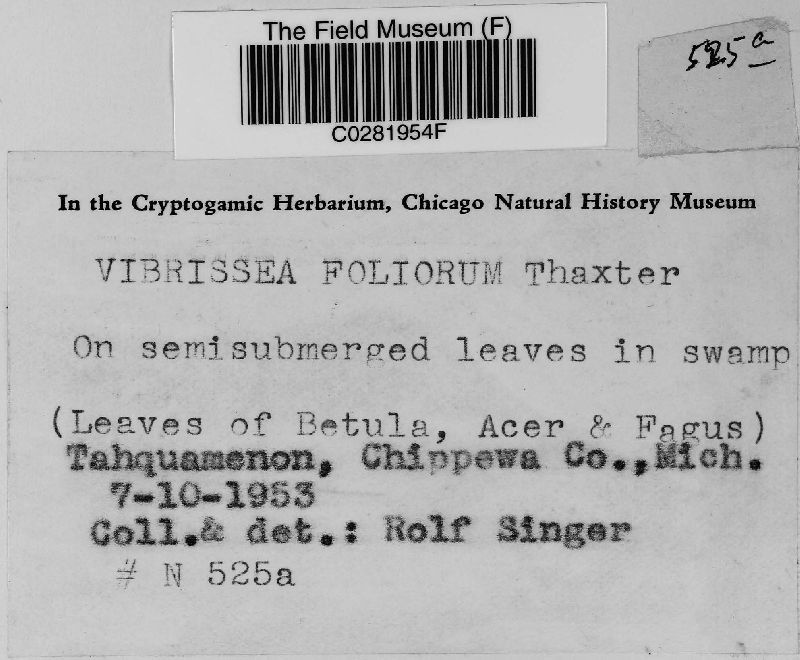 The Field Museum (F)
C0281954F
525a
In the Cryptogamic Herbarium, Chicago Natural History Museum
VIBRISSEA FOLIORUM Thaxter
On semisubmerged leaves in swamp
(Leaves of Betula, Acer & Fagus)
Tahquamenon, Chippewa Co.,Mich.
7-10-1953
Coll.& det.: Rolf Singer
# N 525a